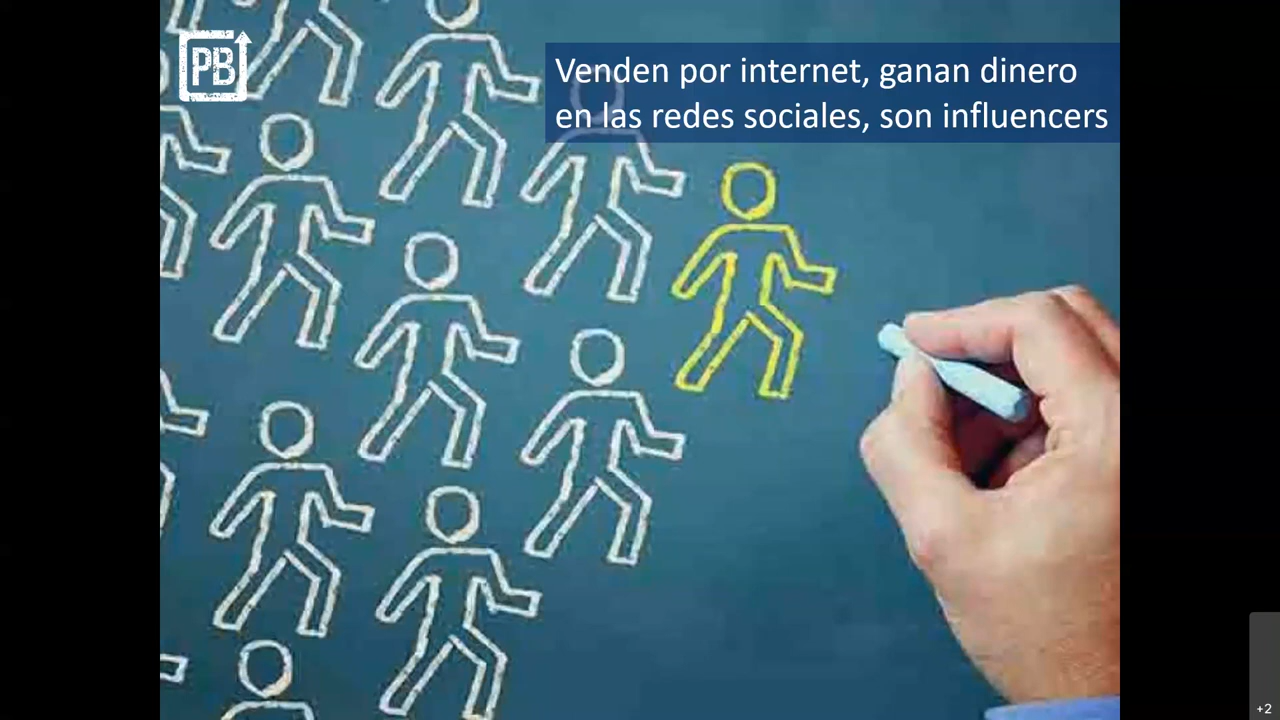 PB
Venden por internet, ganan dinero
en las redes sociales, son influencers
+2